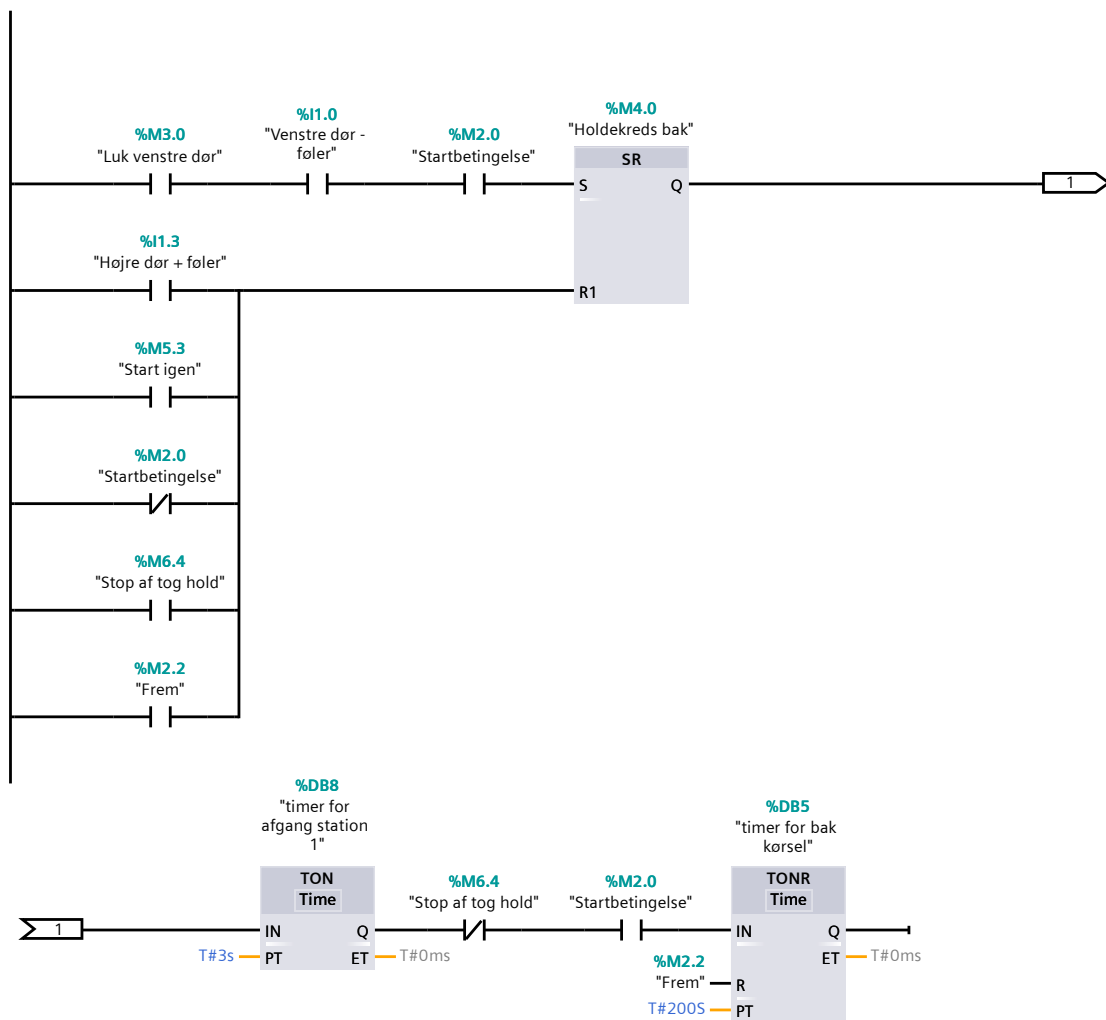 %M3.0
"Luk venstre dør"
%I1.0
"Venstre dør -
føler"
%M2.0
"Startbetingelse"
%M4.0
"Holdekreds bak"
SR
S
Q
1
%I1.3
"Højre dør + føler"
R1
%M5.3
"Start igen"
%M2.0
"Startbetingelse"
%M6.4
"Stop af tog hold"
%M2.2
"Frem"
%DB8
"timer for
afgang station
1"
TON
Time
1
IN
Q
T#3s
PT
ET
T#0ms
%M6.4
"Stop af tog hold"
%M2.0
"Startbetingelse"
%DB5
"timer for bak
kørsel"
TONR
Time
IN
Q
ET
T#0ms
%M2.2
"Frem"
R
T#200S
PT